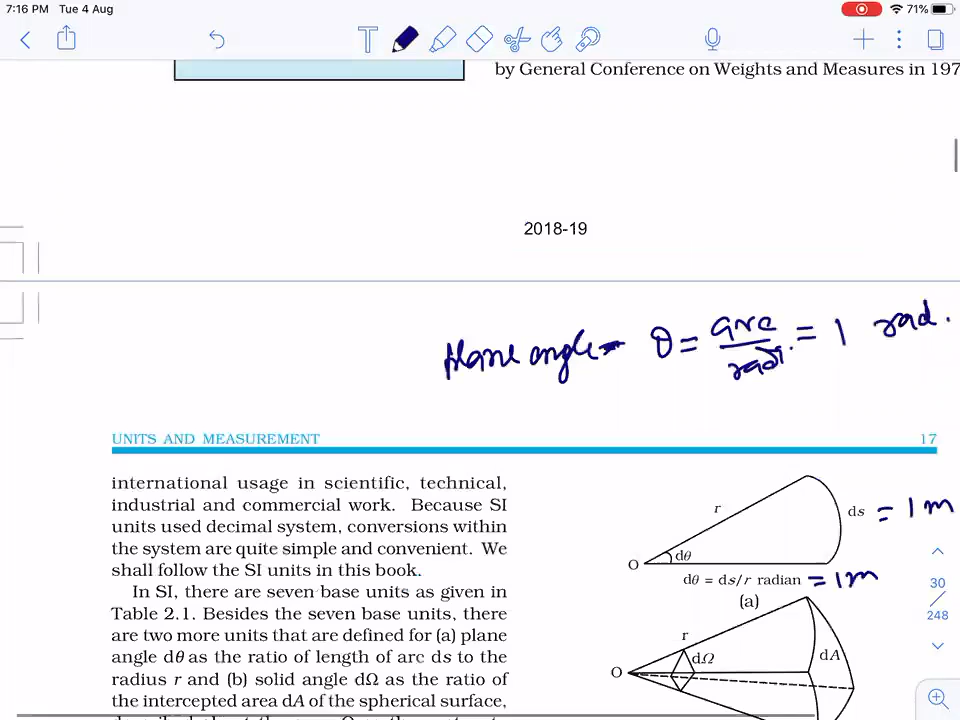 7:16 PM Tue 4 Aug
71%
T
by General Conference on Weights and Measures in 197
2018-19
Plane angle - θ = arc/radi. = 1 rad.
UNITS AND MEASUREMENT 17
international usage in scientific, technical,
industrial and commercial work. Because SI
units used decimal system, conversions within
the system are quite simple and convenient. We
shall follow the SI units in this book.
In SI, there are seven base units as given in
Table 2.1. Besides the seven base units, there
are two more units that are defined for (a) plane
angle dθ as the ratio of length of arc ds to the
radius r and (b) solid angle dΩ as the ratio of
the intercepted area dA of the spherical surface,
r
ds = 1m
O
dθ
dθ = ds/r radian = 1m
(a)
r
dΩ
dA
O
30
/
248